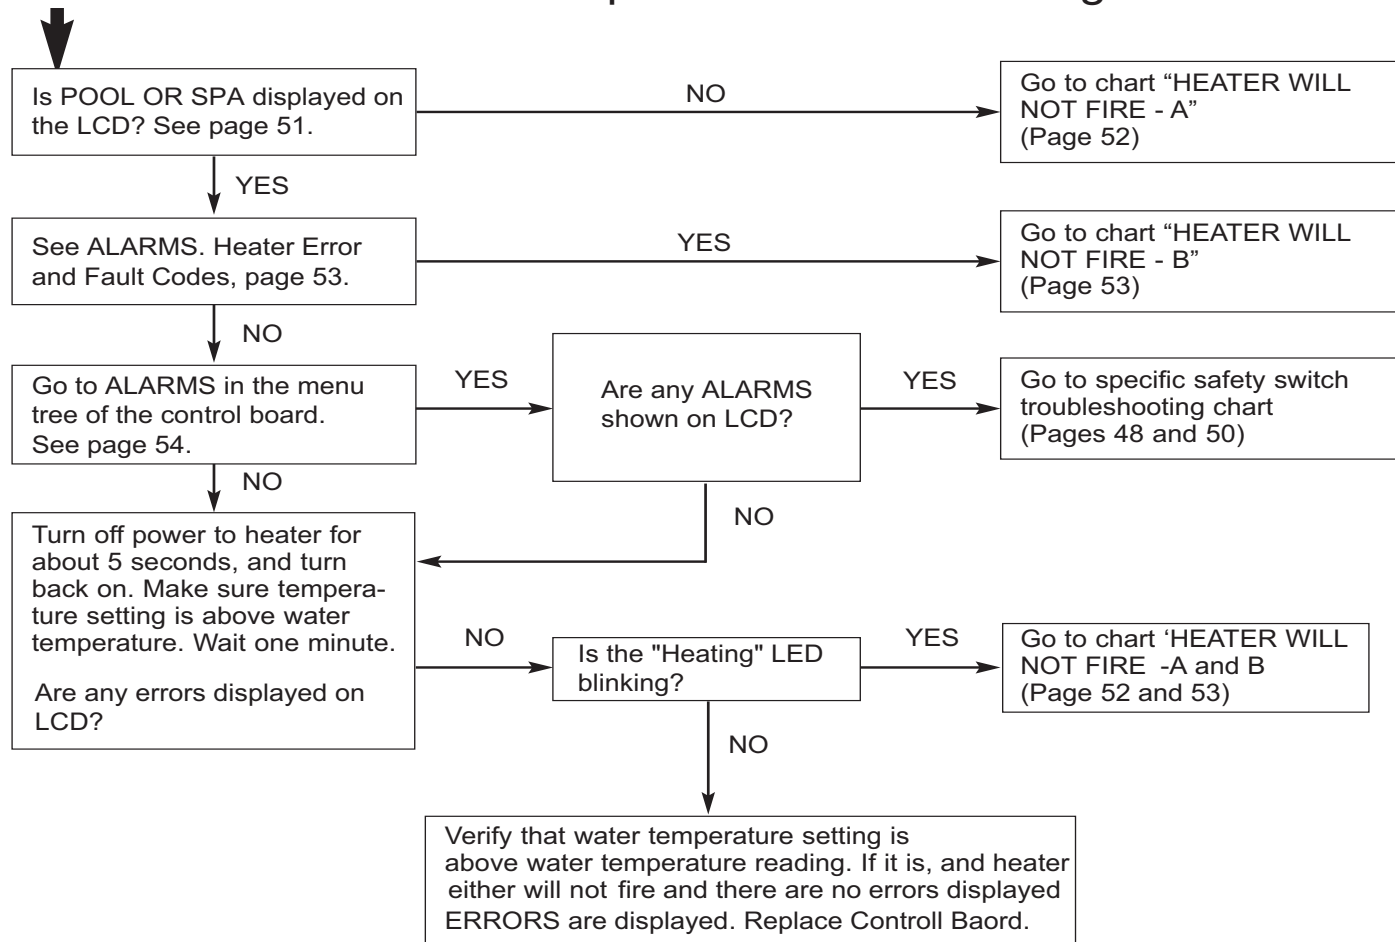 Is POOL OR SPA displayed on
the LCD? See page 51.
NO
Go to chart “HEATER WILL
NOT FIRE - A”
(Page 52)
YES
See ALARMS. Heater Error
and Fault Codes, page 53.
YES
Go to chart “HEATER WILL
NOT FIRE - B”
(Page 53)
NO
Go to ALARMS in the menu
tree of the control board.
See page 54.
YES
Are any ALARMS
shown on LCD?
YES
Go to specific safety switch
troubleshooting chart
(Pages 48 and 50)
NO
NO
Turn off power to heater for
about 5 seconds, and turn
back on. Make sure tempera-
ture setting is above water
temperature. Wait one minute.
Are any errors displayed on
LCD?
NO
Is the "Heating" LED
blinking?
YES
Go to chart ‘HEATER WILL
NOT FIRE -A and B
(Page 52 and 53)
NO
Verify that water temperature setting is
above water temperature reading. If it is, and heater
either will not fire and there are no errors displayed
ERRORS are displayed. Replace Controll Baord.